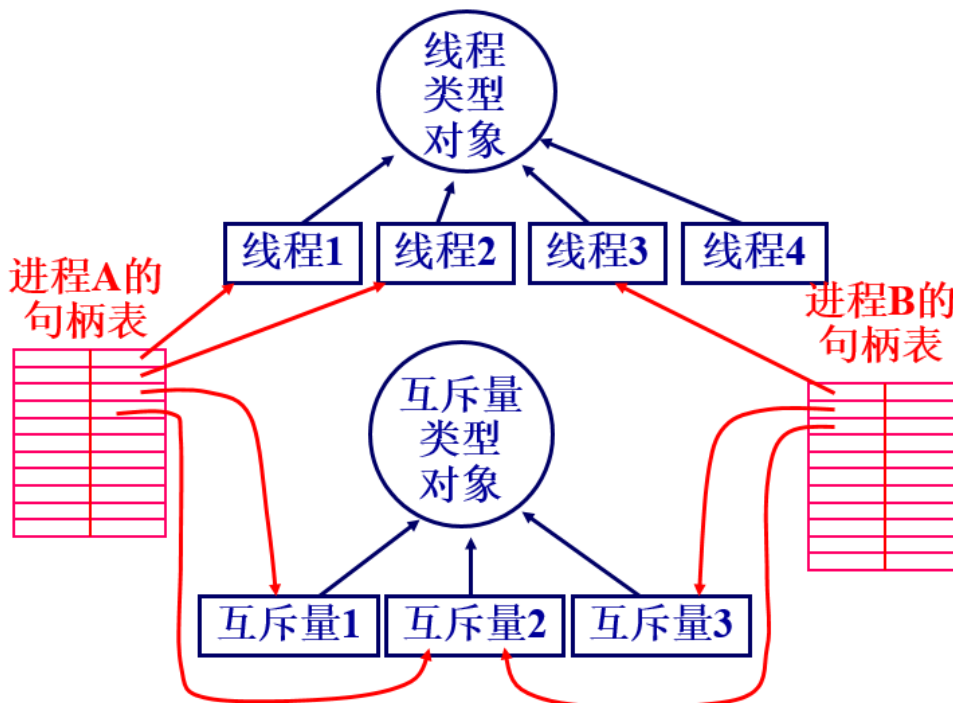 线程
类型
对象
线程1
线程2
线程3
线程4
进程A的
句柄表
进程B的
句柄表
互斥量
类型
对象
互斥量1
互斥量2
互斥量3